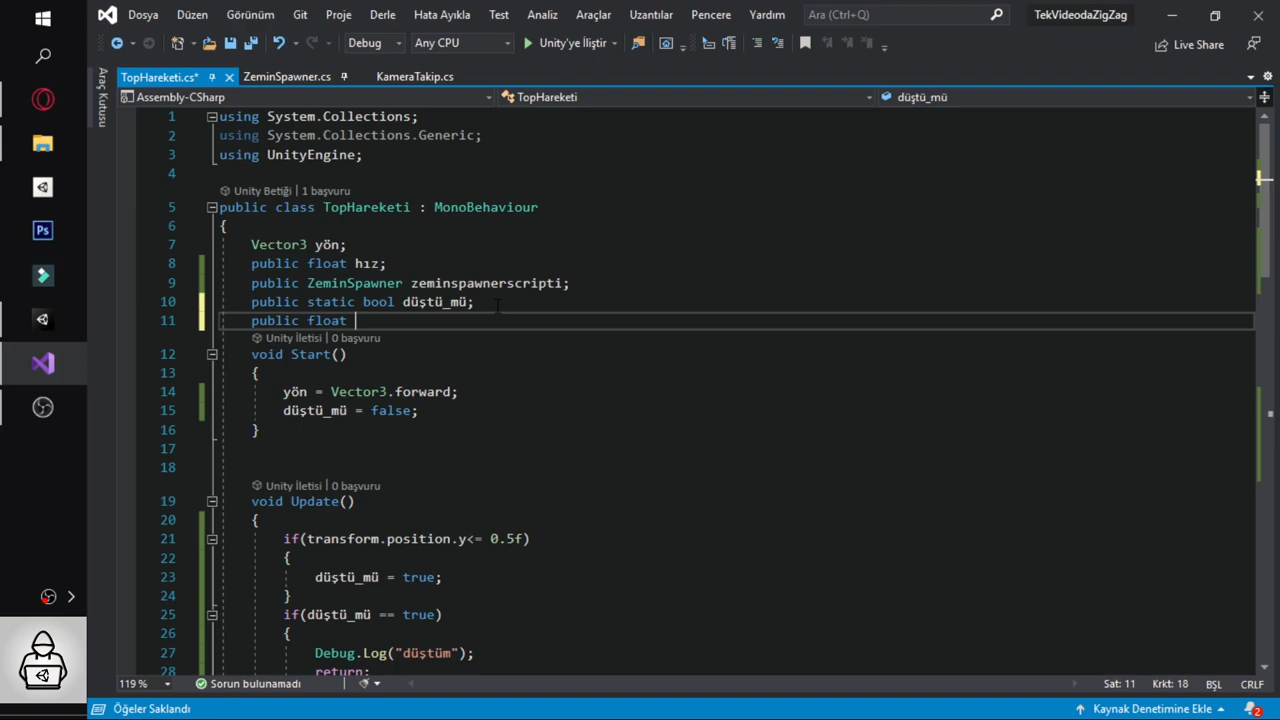 Dosya Düzen Görünüm Git Proje Derle Hata Ayıkla Test Analiz Araçlar Uzantılar Pencere Yardım Ara (Ctrl+Q) TekVideodaZigZag
Debug Any CPU Unity'ye İliştir Live Share
TopHareketi.cs* ZeminSpawner.cs KameraTakip.cs
Araç Kutusu
Assembly-CSharp TopHareketi düştü_mü
1 using System.Collections;
2 using System.Collections.Generic;
3 using UnityEngine;
4
Unity Betiği | 1 başvuru
5 public class TopHareketi : MonoBehaviour
6 {
7 Vector3 yön;
8 public float hız;
9 public ZeminSpawner zeminspawnerscripti;
10 public static bool düştü_mü;
11 public float
Unity İletisi | 0 başvuru
12 void Start()
13 {
14 yön = Vector3.forward;
15 düştü_mü = false;
16 }
17
18
Unity İletisi | 0 başvuru
19 void Update()
20 {
21 if(transform.position.y<= 0.5f)
22 {
23 düştü_mü = true;
24 }
25 if(düştü_mü == true)
26 {
27 Debug.Log("düştüm");
28 return;
119 % Sorun bulunamadı Sat: 11 Krkt: 18 BŞL CRLF
Öğeler Saklandı Kaynak Denetimine Ekle 2
Ps